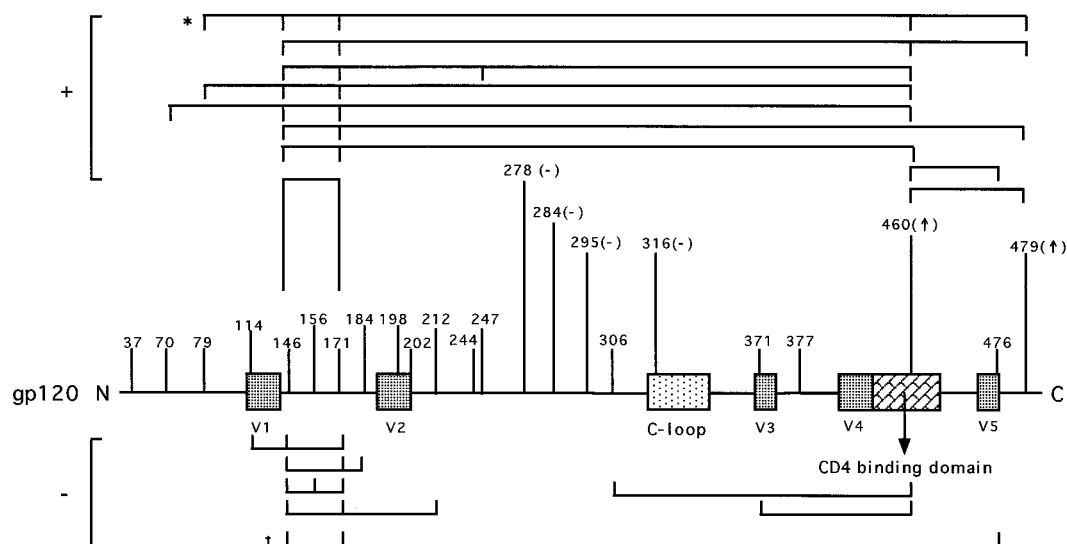 *
+
278 (-)
284(-)
295(-)
316(-)
460(↑)
479(↑)
37 70 79 114 146 156 171 184 198 202 212 244 247 306 371 377 476
gp120 N C
V1 V2 C-loop V3 V4 V5
CD4 binding domain
-